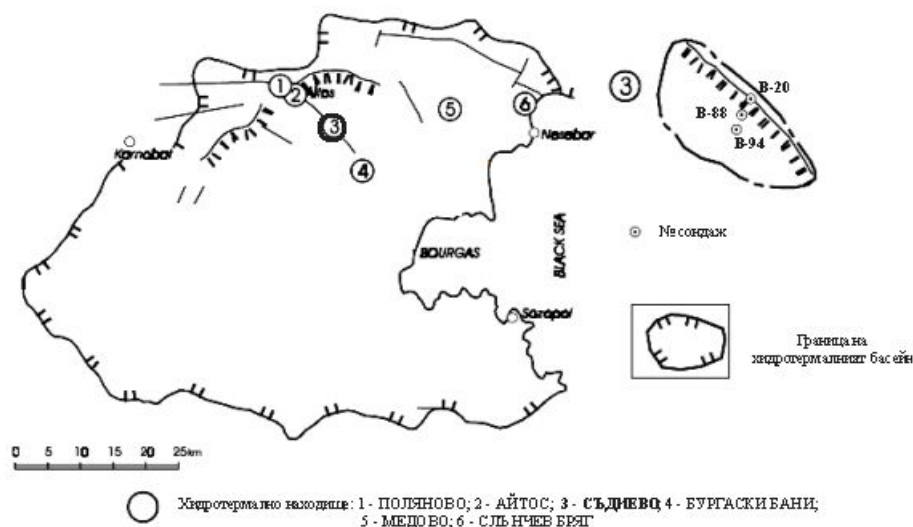 1
2
Aitos
3
4
5
6
3
B-20
B-88
B-94
Karnobat
Nesebar
BOURGAS
BLACK SEA
Sozopol
№ сондаж
Граница на
хидротермалният басейн
0 5 10 15 20 25km
Хидротермално находище: 1 - ПОЛЯНОВО; 2 - АЙТОС; 3 - СЪДИЕВО; 4 - БУРГАСКИ БАНИ;
5 - МЕДОВО; 6 - СЛЪНЧЕВ БРЯГ